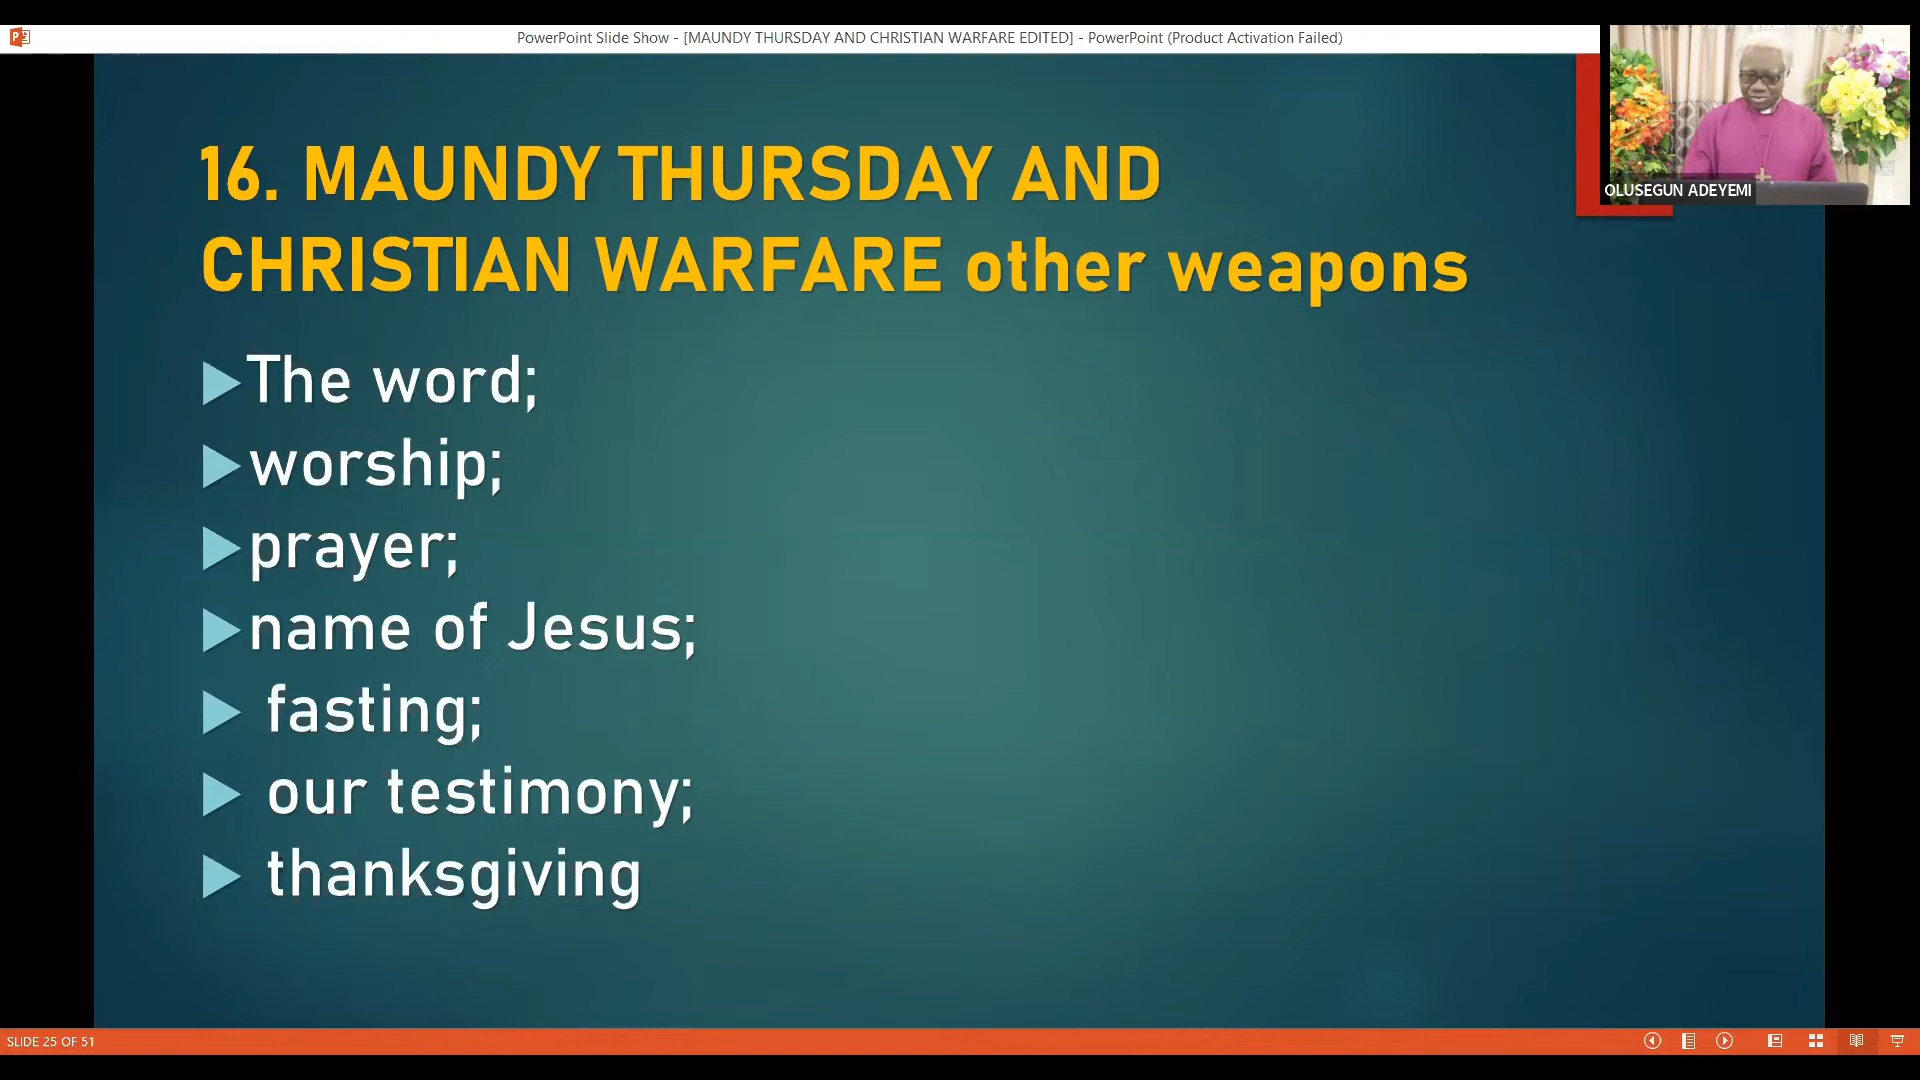 PowerPoint Slide Show - [MAUNDY THURSDAY AND CHRISTIAN WARFARE EDITED] - PowerPoint (Product Activation Failed)
OLUSEGUN ADEYEMI
16. MAUNDY THURSDAY AND
CHRISTIAN WARFARE other weapons
The word;
worship;
prayer;
name of Jesus;
fasting;
our testimony;
thanksgiving
SLIDE 25 OF 51